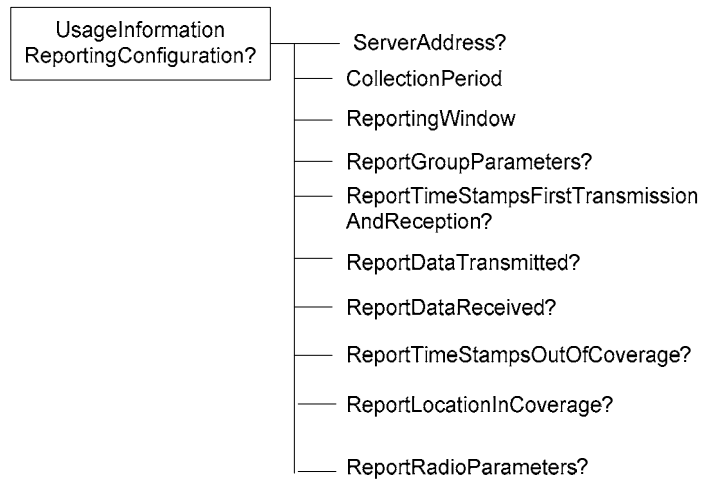 UsageInformation
ReportingConfiguration?
ServerAddress?
CollectionPeriod
ReportingWindow
ReportGroupParameters?
ReportTimeStampsFirstTransmission
AndReception?
ReportDataTransmitted?
ReportDataReceived?
ReportTimeStampsOutOfCoverage?
ReportLocationInCoverage?
ReportRadioParameters?